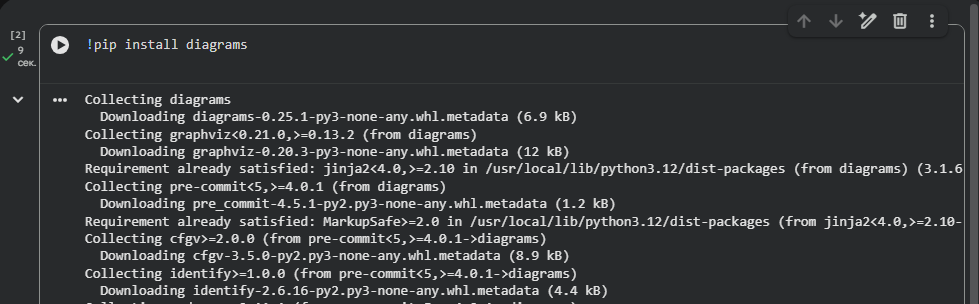 [2]
9
сек.
!pip install diagrams
Collecting diagrams
Downloading diagrams-0.25.1-py3-none-any.whl.metadata (6.9 kB)
Collecting graphviz<0.21.0,>=0.13.2 (from diagrams)
Downloading graphviz-0.20.3-py3-none-any.whl.metadata (12 kB)
Requirement already satisfied: jinja2<4.0,>=2.10 in /usr/local/lib/python3.12/dist-packages (from diagrams) (3.1.6
Collecting pre-commit<5,>=4.0.1 (from diagrams)
Downloading pre_commit-4.5.1-py2.py3-none-any.whl.metadata (1.2 kB)
Requirement already satisfied: MarkupSafe>=2.0 in /usr/local/lib/python3.12/dist-packages (from jinja2<4.0,>=2.10-
Collecting cfgv>=2.0.0 (from pre-commit<5,>=4.0.1->diagrams)
Downloading cfgv-3.5.0-py2.py3-none-any.whl.metadata (8.9 kB)
Collecting identify>=1.0.0 (from pre-commit<5,>=4.0.1->diagrams)
Downloading identify-2.6.16-py2.py3-none-any.whl.metadata (4.4 kB)